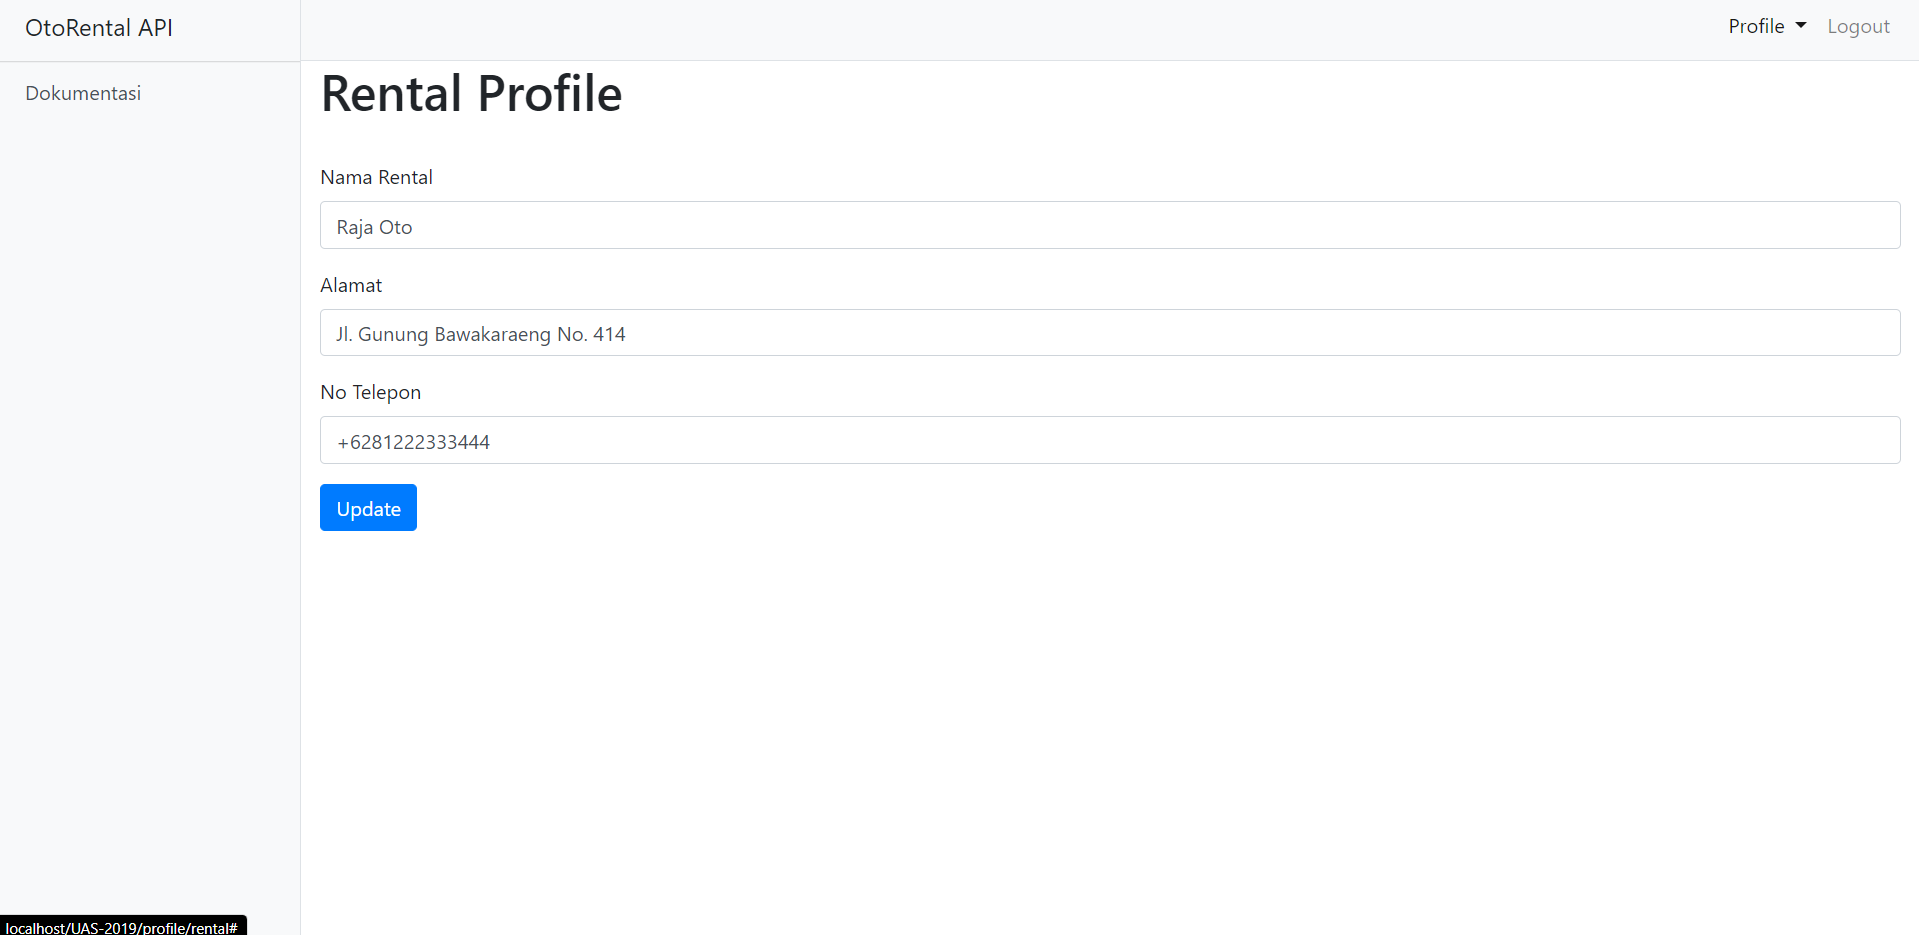 OtoRental API
Profile
Logout
Dokumentasi
Rental Profile
Nama Rental
Raja Oto
Alamat
Jl. Gunung Bawakaraeng No. 414
No Telepon
+6281222333444
Update
localhost/UAS-2019/profile/rental#